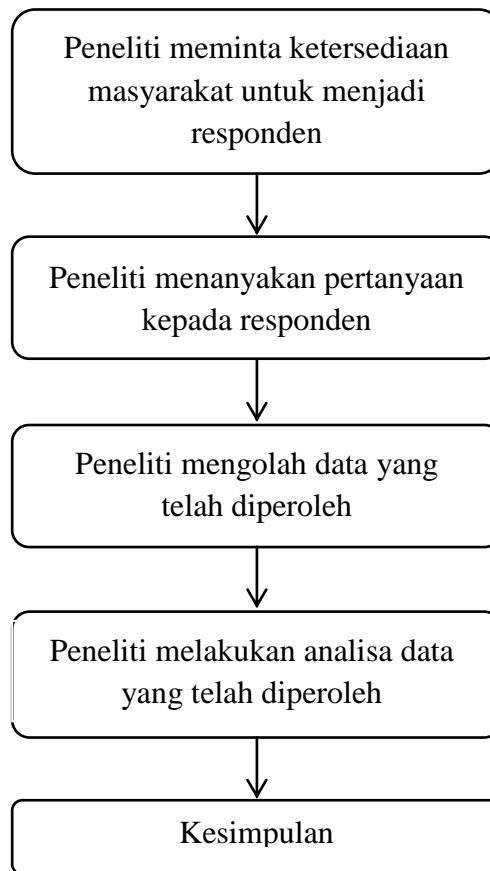 Peneliti meminta ketersediaan
masyarakat untuk menjadi
responden
Peneliti menanyakan pertanyaan
kepada responden
Peneliti mengolah data yang
telah diperoleh
Peneliti melakukan analisa data
yang telah diperoleh
Kesimpulan